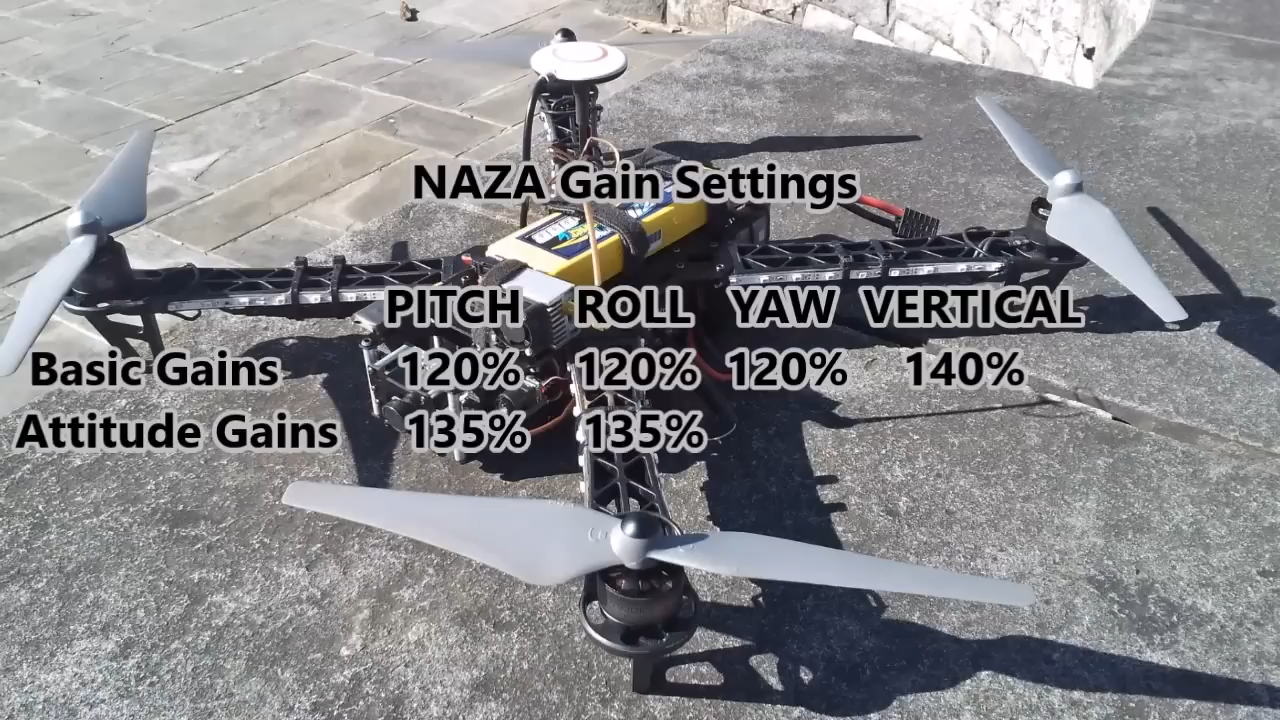 NAZA Gain Settings
PITCH ROLL YAW VERTICAL
Basic Gains 120% 120% 120% 140%
Attitude Gains 135% 135%